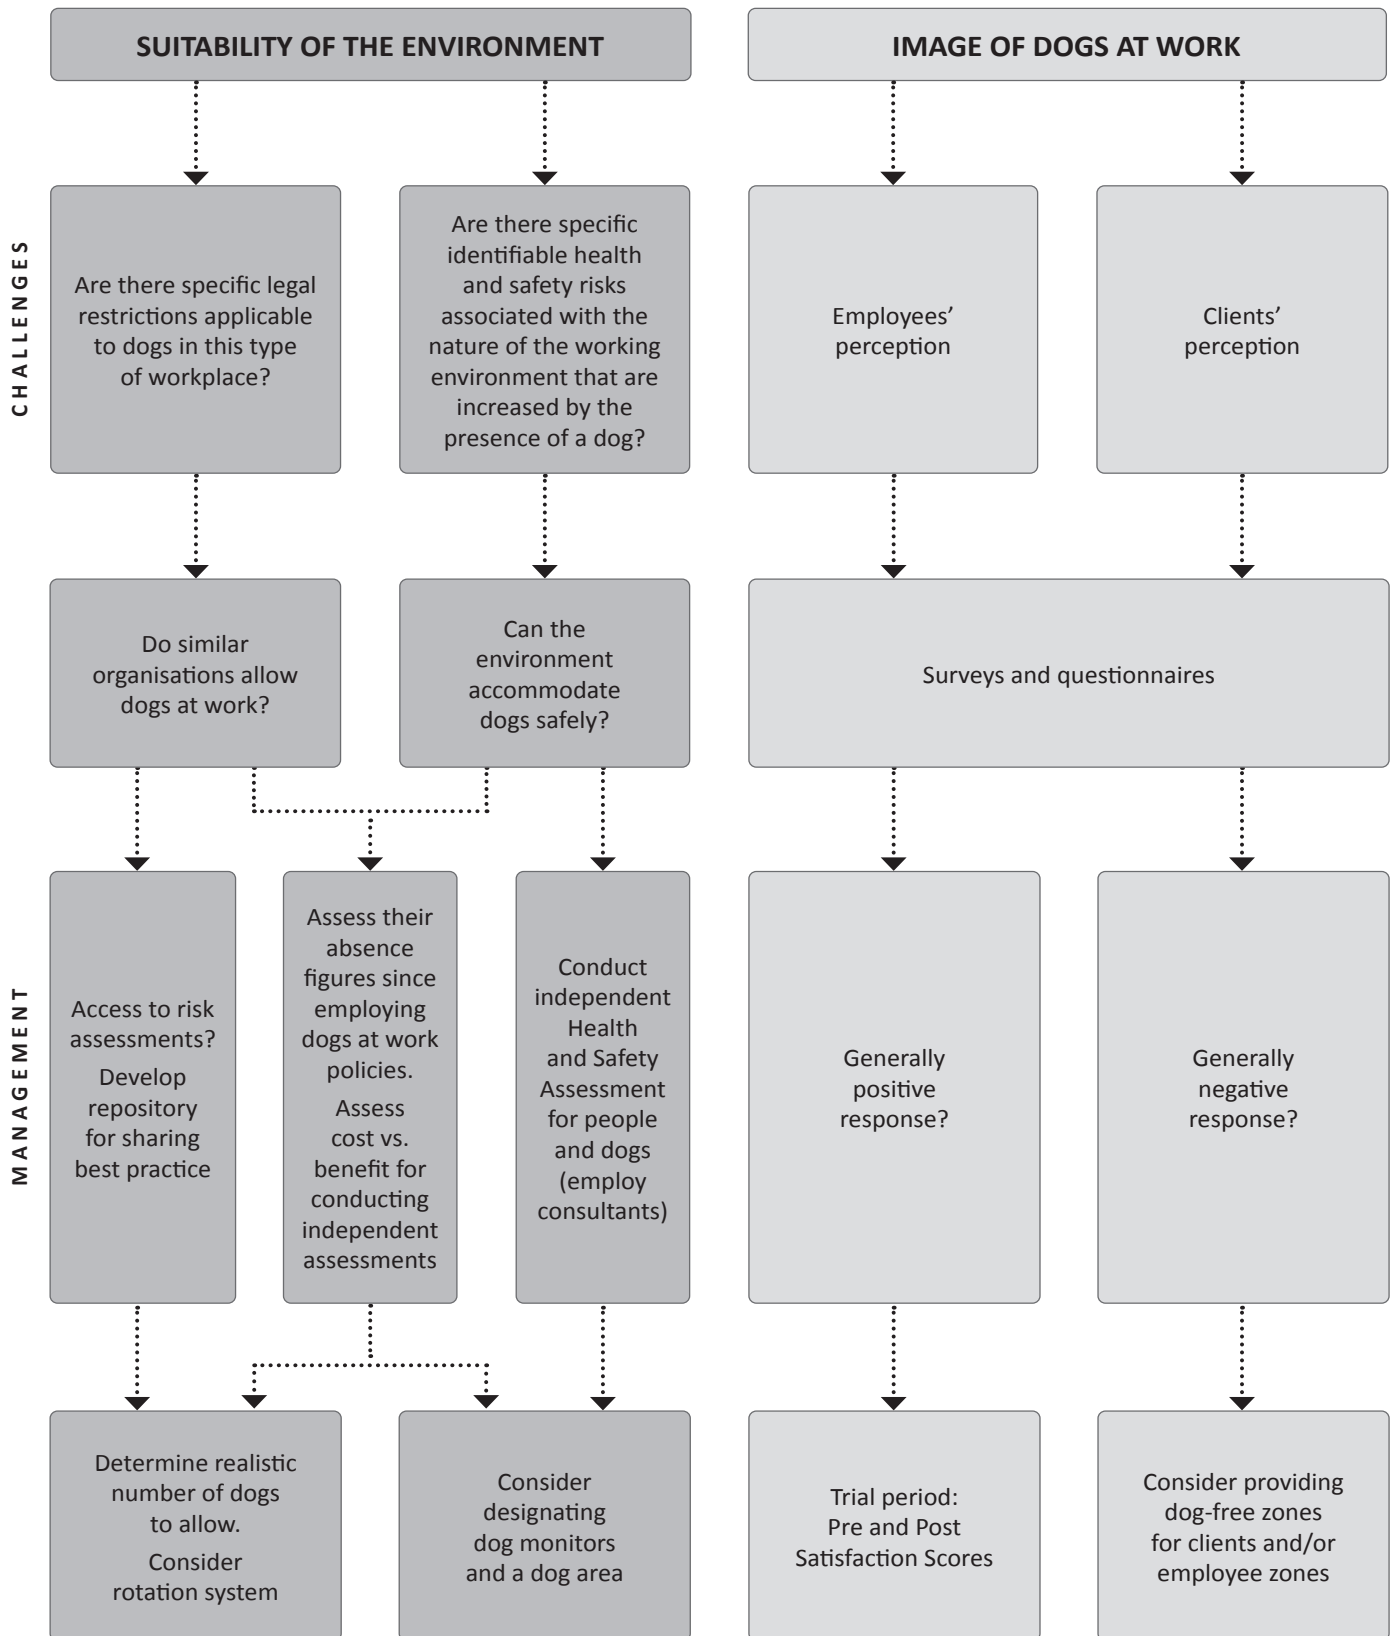 SUITABILITY OF THE ENVIRONMENT
IMAGE OF DOGS AT WORK
CHALLENGES
Are there specific legal
restrictions applicable
to dogs in this type
of workplace?
Are there specific
identifiable health
and safety risks
associated with the
nature of the working
environment that are
increased by the
presence of a dog?
Employees’
perception
Clients’
perception
Do similar
organisations allow
dogs at work?
Can the
environment
accommodate
dogs safely?
Surveys and questionnaires
MANAGEMENT
Access to risk
assessments?
Develop
repository
for sharing
best practice
Assess their
absence
figures since
employing
dogs at work
policies.
Assess
cost vs.
benefit for
conducting
independent
assessments
Conduct
independent
Health
and Safety
Assessment
for people
and dogs
(employ
consultants)
Generally
positive
response?
Generally
negative
response?
Determine realistic
number of dogs
to allow.
Consider
rotation system
Consider
designating
dog monitors
and a dog area
Trial period:
Pre and Post
Satisfaction Scores
Consider providing
dog-free zones
for clients and/or
employee zones